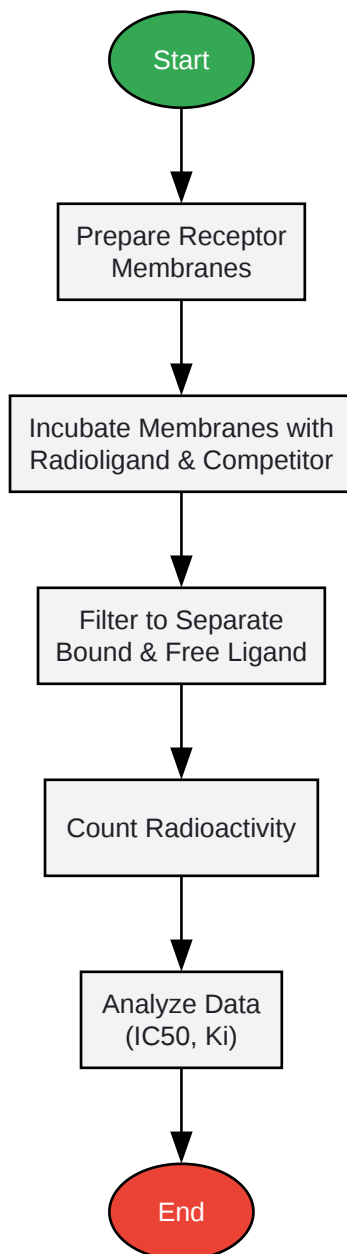 Start
Prepare Receptor
Membranes
Incubate Membranes with
Radioligand & Competitor
Filter to Separate
Bound & Free Ligand
Count Radioactivity
Analyze Data
(IC50, Ki)
End